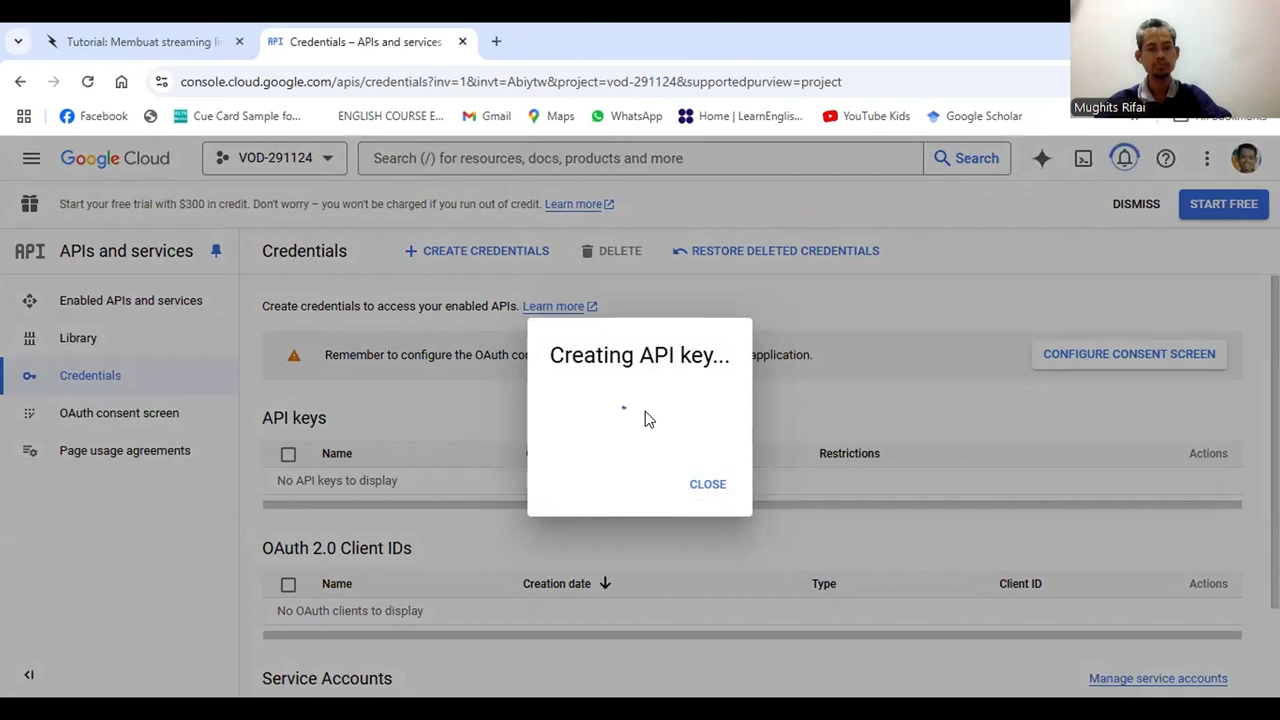 Tutorial: Membuat streaming li
API Credentials – APIs and services
console.cloud.google.com/apis/credentials?inv=1&invt=Abiytw&project=vod-291124&supportedpurview=project
Facebook
Cue Card Sample fo...
ENGLISH COURSE E...
Gmail
Maps
WhatsApp
Home | LearnEnglis...
YouTube Kids
Google Scholar
Mughits Rifai
Google Cloud
VOD-291124
Search (/) for resources, docs, products and more
Search
Start your free trial with $300 in credit. Don't worry – you won't be charged if you run out of credit. Learn more
DISMISS
START FREE
API APIs and services
Credentials
+ CREATE CREDENTIALS
DELETE
RESTORE DELETED CREDENTIALS
Enabled APIs and services
Library
Credentials
OAuth consent screen
Page usage agreements
Create credentials to access your enabled APIs. Learn more
Remember to configure the OAuth con
application.
CONFIGURE CONSENT SCREEN
Creating API key...
CLOSE
API keys
Name
Restrictions
Actions
No API keys to display
OAuth 2.0 Client IDs
Name
Creation date
Type
Client ID
Actions
No OAuth clients to display
Service Accounts
Manage service accounts